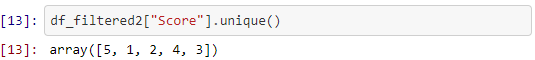 [13]: df_filtered2["Score"].unique()
[13]: array([5, 1, 2, 4, 3])